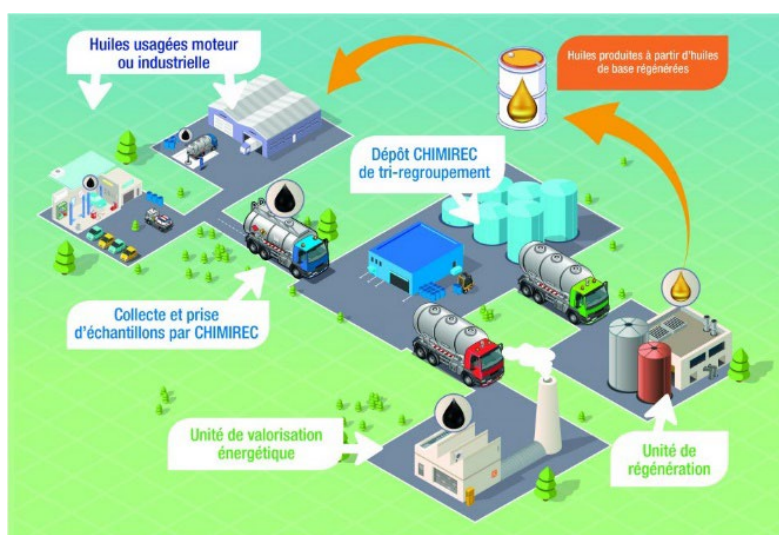 Huiles usagées moteur
ou industrielle
Huiles produites à partir d'huiles
de base régénérées
Dépôt CHIMIREC
de tri-regroupement
Collecte et prise
d'échantillons par CHIMIREC
Unité de valorisation
énergétique
Unité de
régénération